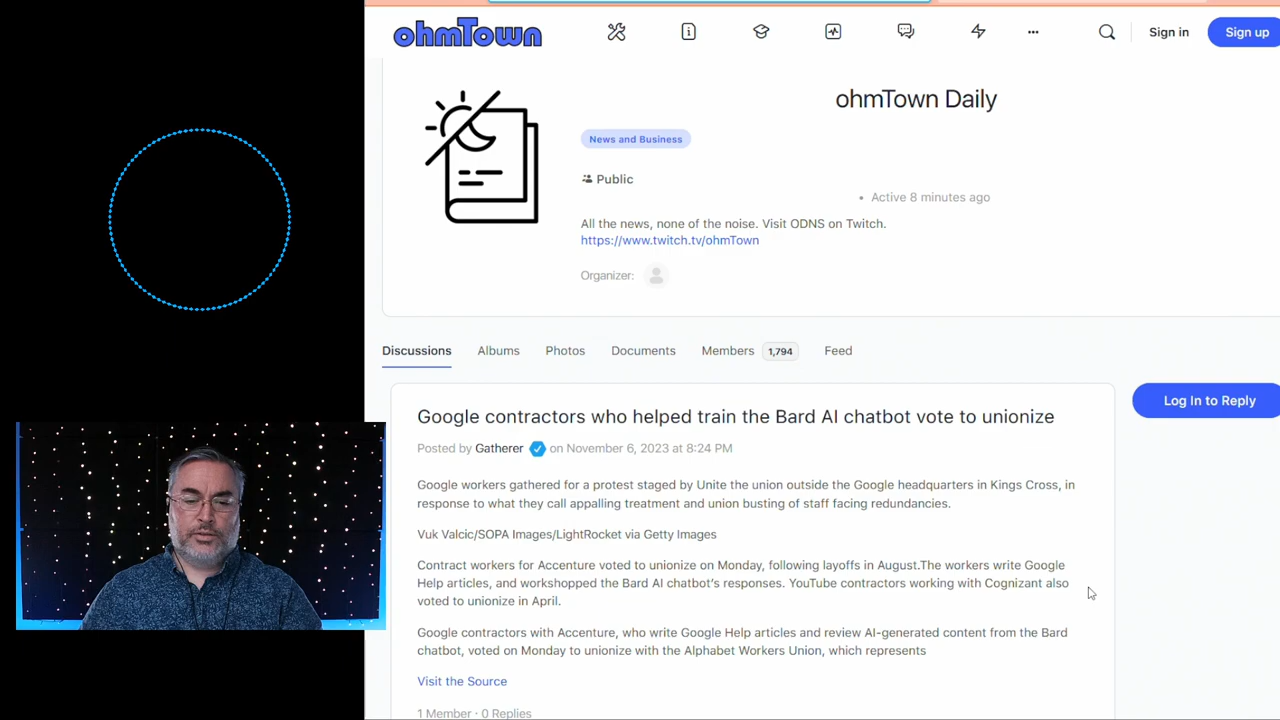 ohmTown
Sign in
Sign up
ohmTown Daily
News and Business
Public
• Active 8 minutes ago
All the news, none of the noise. Visit ODNS on Twitch.
https://www.twitch.tv/ohmTown
Organizer:
Discussions
Albums
Photos
Documents
Members 1,794
Feed
Google contractors who helped train the Bard AI chatbot vote to unionize
Log In to Reply
Posted by Gatherer on November 6, 2023 at 8:24 PM
Google workers gathered for a protest staged by Unite the union outside the Google headquarters in Kings Cross, in
response to what they call appalling treatment and union busting of staff facing redundancies.
Vuk Valcic/SOPA Images/LightRocket via Getty Images
Contract workers for Accenture voted to unionize on Monday, following layoffs in August.The workers write Google
Help articles, and workshopped the Bard AI chatbot's responses. YouTube contractors working with Cognizant also
voted to unionize in April.
Google contractors with Accenture, who write Google Help articles and review AI-generated content from the Bard
chatbot, voted on Monday to unionize with the Alphabet Workers Union, which represents
Visit the Source
1 Member · 0 Replies